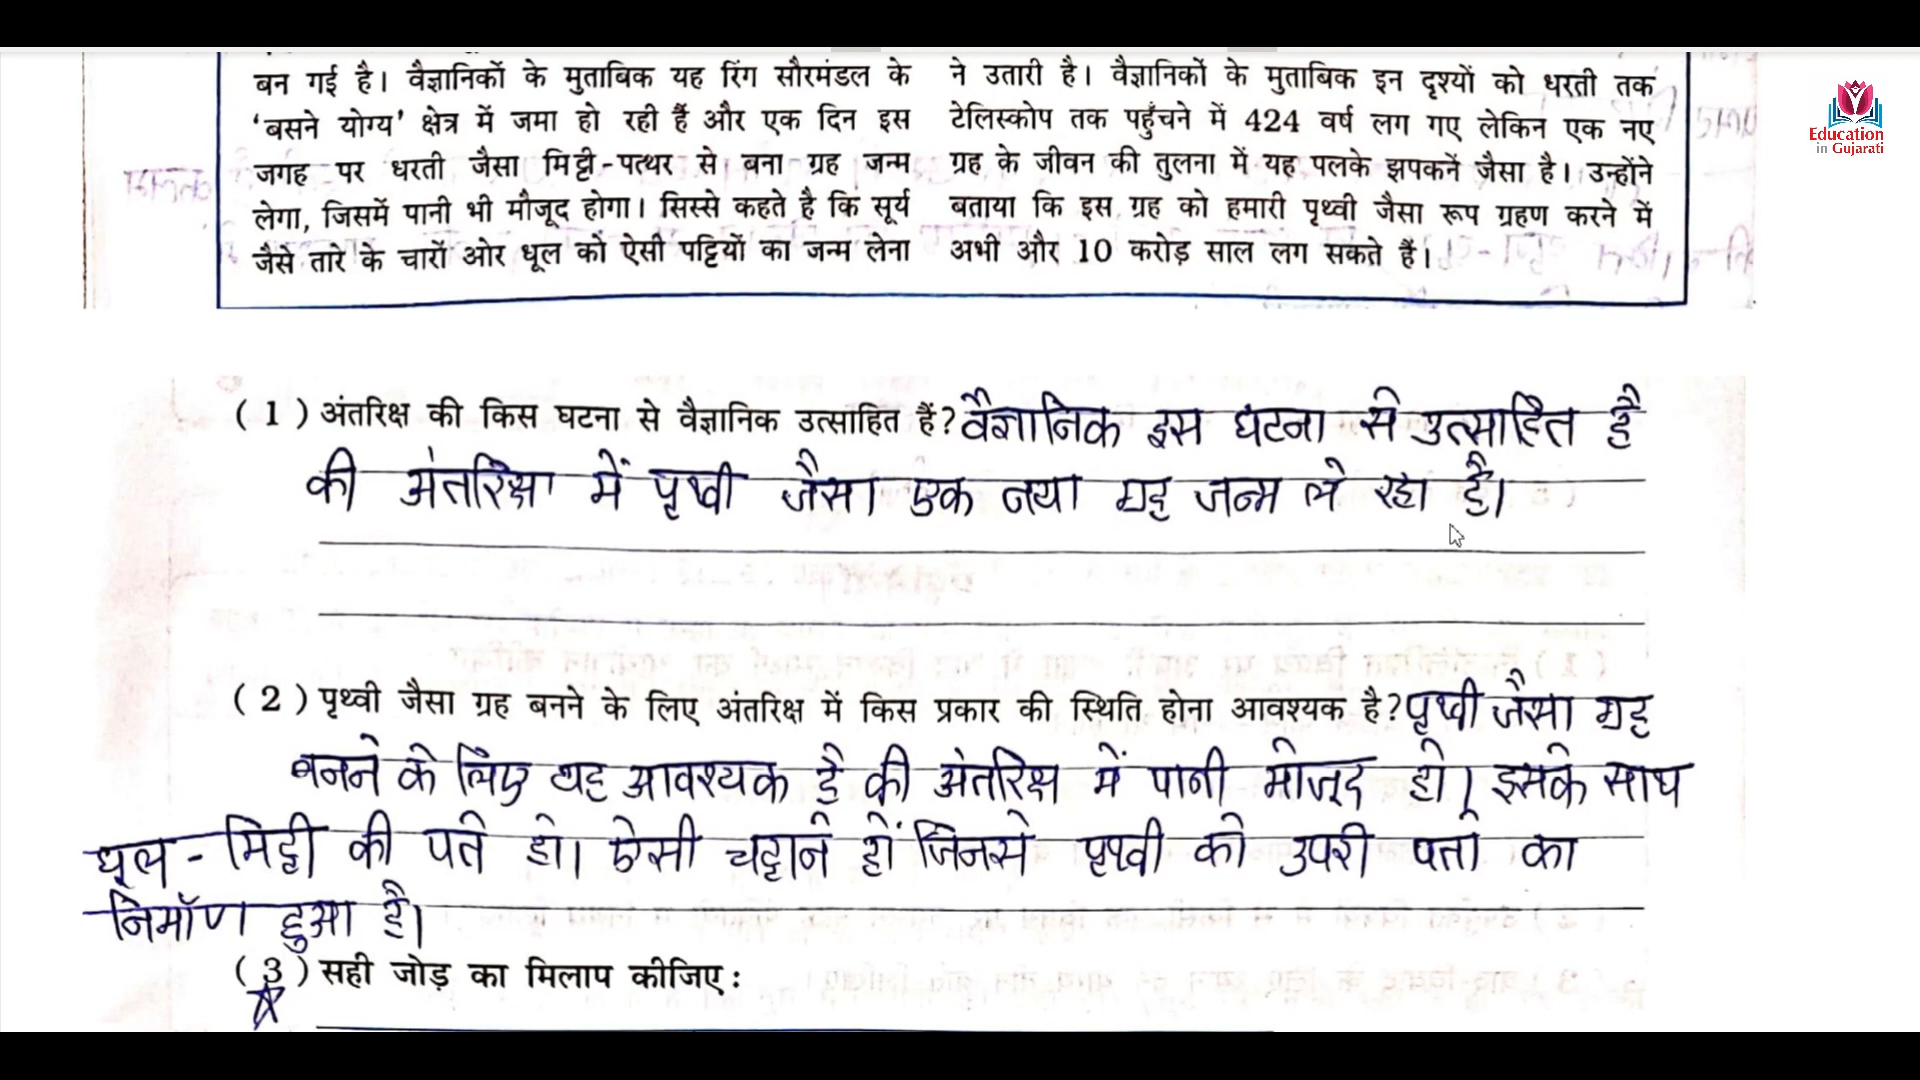 बन गई है। वैज्ञानिकों के मुताबिक यह रिंग सौरमंडल के
'बसने योग्य' क्षेत्र में जमा हो रही हैं और एक दिन इस
जगह पर धरती जैसा मिट्टी-पत्थर से बना ग्रह जन्म
लेगा, जिसमें पानी भी मौजूद होगा। सिस्से कहते है कि सूर्य
जैसे तारे के चारों ओर धूल की ऐसी पट्टियों का जन्म लेना
ने उतारी है। वैज्ञानिकों के मुताबिक इन दृश्यों को धरती तक
टेलिस्कोप तक पहुँचने में 424 वर्ष लग गए लेकिन एक नए
ग्रह के जीवन की तुलना में यह पलके झपकनें जैसा है। उन्होंने
बताया कि इस ग्रह को हमारी पृथ्वी जैसा रूप ग्रहण करने में
अभी और 10 करोड़ साल लग सकते हैं।
Education
in Gujarati
( 1 ) अंतरिक्ष की किस घटना से वैज्ञानिक उत्साहित हैं? वैज्ञानिक इस घटना से उत्साहित है
की अंतरिक्ष में पृथ्वी जैसा एक नया ग्रह जन्म ले रहा है।
( 2 ) पृथ्वी जैसा ग्रह बनने के लिए अंतरिक्ष में किस प्रकार की स्थिति होना आवश्यक है? पृथ्वी जैसा ग्रह
बनने के लिए यह आवश्यक है की अंतरिक्ष में पानी मौजूद हो। इसके साथ
धूल - मिट्टी की पर्ते हो। ऐसी चट्टाने हों जिनसे पृथ्वी की उपरी पर्तो का
निर्माण हुआ है।
( 3 ) सही जोड़ का मिलाप कीजिए: